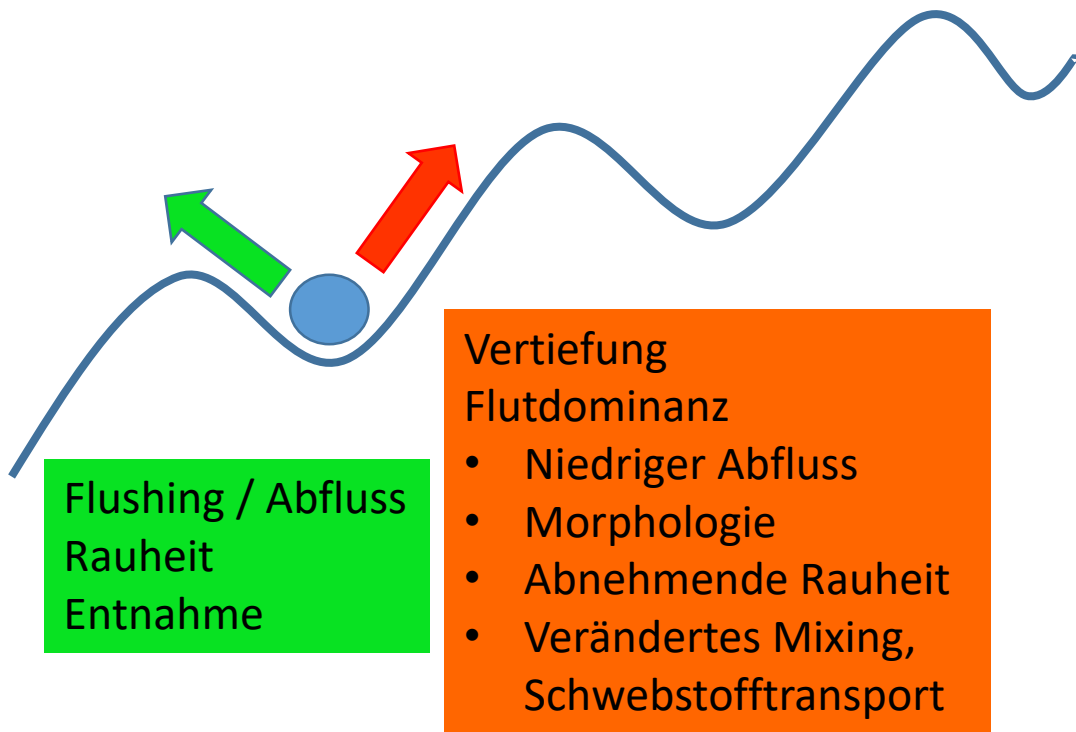 Flushing / Abfluss
Rauheit
Entnahme
Vertiefung
Flutdominanz
• Niedriger Abfluss
• Morphologie
• Abnehmende Rauheit
• Verändertes Mixing,
Schwebstofftransport